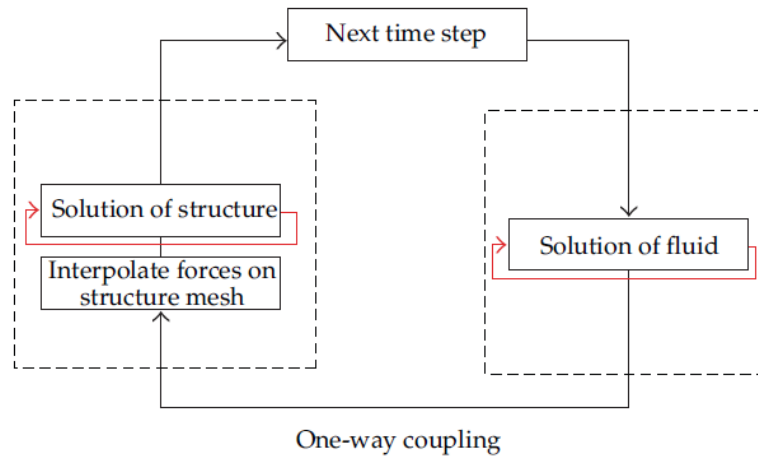 Next time step
Solution of structure
Interpolate forces on
structure mesh
Solution of fluid
One-way coupling